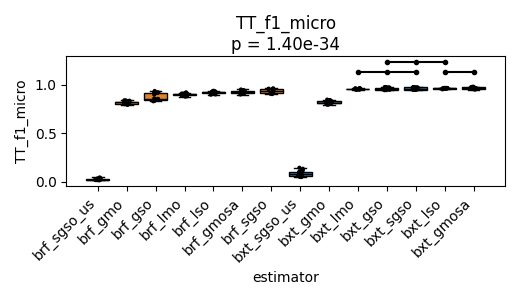 TT_f1_micro
p = 1.40e-34
TT_f1_micro
1.0
0.5
0.0
brf_sgso_us
brf_gmo
brf_gso
brf_lmo
brf_lso
brf_gmosa
brf_sgso
bxt_sgso_us
bxt_gmo
bxt_lmo
bxt_gso
bxt_sgso
bxt_lso
bxt_gmosa
estimator